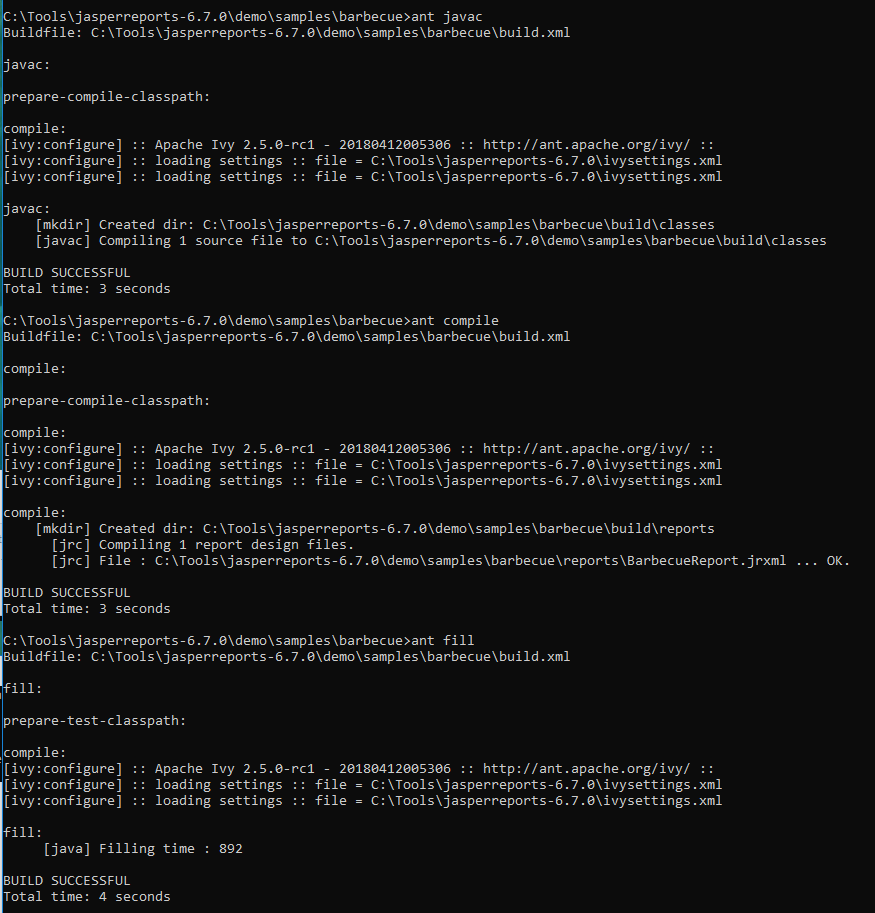 C:\Tools\jasperreports-6.7.0\demo\samples\barbecue>ant javac
Buildfile: C:\Tools\jasperreports-6.7.0\demo\samples\barbecue\build.xml
javac:
prepare-compile-classpath:
compile:
[ivy:configure] :: Apache Ivy 2.5.0-rc1 - 20180412005306 :: http://ant.apache.org/ivy/ ::
[ivy:configure] :: loading settings :: file = C:\Tools\jasperreports-6.7.0\ivysettings.xml
[ivy:configure] :: loading settings :: file = C:\Tools\jasperreports-6.7.0\ivysettings.xml
javac:
    [mkdir] Created dir: C:\Tools\jasperreports-6.7.0\demo\samples\barbecue\build\classes
    [javac] Compiling 1 source file to C:\Tools\jasperreports-6.7.0\demo\samples\barbecue\build\classes
BUILD SUCCESSFUL
Total time: 3 seconds
C:\Tools\jasperreports-6.7.0\demo\samples\barbecue>ant compile
Buildfile: C:\Tools\jasperreports-6.7.0\demo\samples\barbecue\build.xml
compile:
prepare-compile-classpath:
compile:
[ivy:configure] :: Apache Ivy 2.5.0-rc1 - 20180412005306 :: http://ant.apache.org/ivy/ ::
[ivy:configure] :: loading settings :: file = C:\Tools\jasperreports-6.7.0\ivysettings.xml
[ivy:configure] :: loading settings :: file = C:\Tools\jasperreports-6.7.0\ivysettings.xml
compile:
    [mkdir] Created dir: C:\Tools\jasperreports-6.7.0\demo\samples\barbecue\build\reports
      [jrc] Compiling 1 report design files.
      [jrc] File : C:\Tools\jasperreports-6.7.0\demo\samples\barbecue\reports\BarbecueReport.jrxml ... OK.
BUILD SUCCESSFUL
Total time: 3 seconds
C:\Tools\jasperreports-6.7.0\demo\samples\barbecue>ant fill
Buildfile: C:\Tools\jasperreports-6.7.0\demo\samples\barbecue\build.xml
fill:
prepare-test-classpath:
compile:
[ivy:configure] :: Apache Ivy 2.5.0-rc1 - 20180412005306 :: http://ant.apache.org/ivy/ ::
[ivy:configure] :: loading settings :: file = C:\Tools\jasperreports-6.7.0\ivysettings.xml
[ivy:configure] :: loading settings :: file = C:\Tools\jasperreports-6.7.0\ivysettings.xml
fill:
     [java] Filling time : 892
BUILD SUCCESSFUL
Total time: 4 seconds